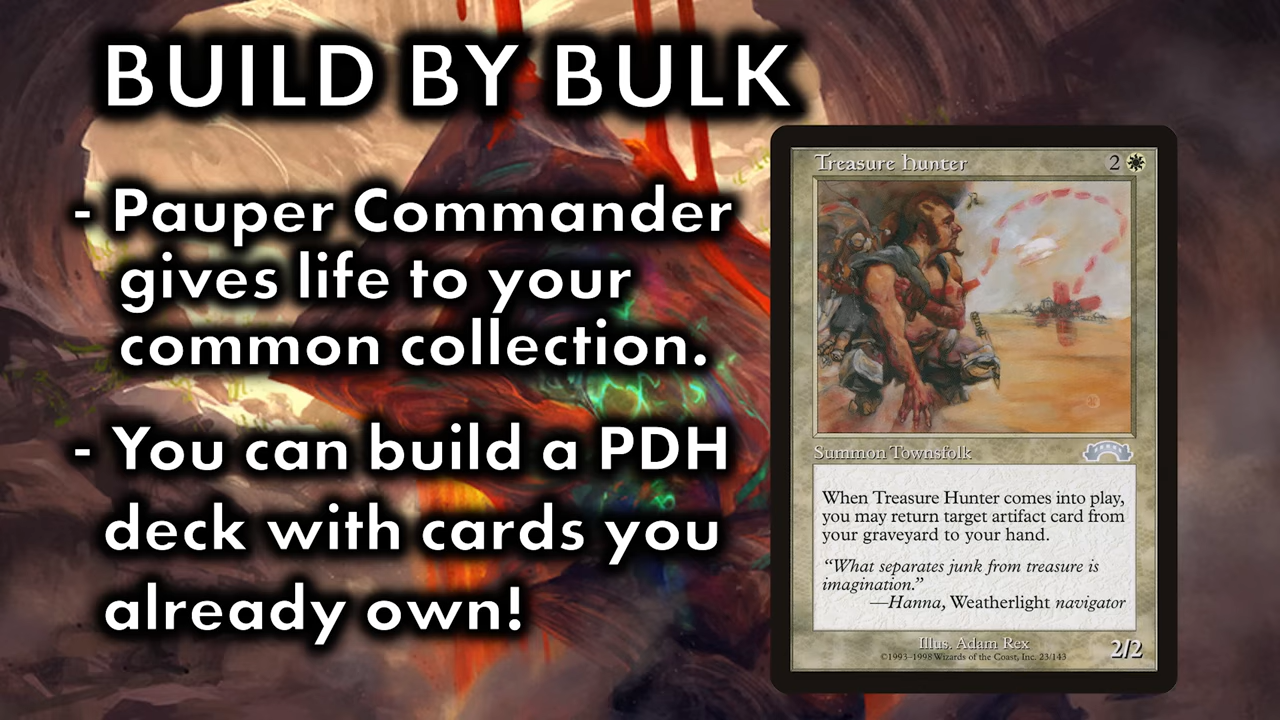 BUILD BY BULK
- Pauper Commander
gives life to your
common collection.
- You can build a PDH
deck with cards you
already own!
Treasure Hunter 2
Summon Townsfolk
When Treasure Hunter comes into play,
you may return target artifact card from
your graveyard to your hand.
“What separates junk from treasure is
imagination.”
—Hanna, Weatherlight navigator
Illus. Adam Rex
©1993-1998 Wizards of the Coast, Inc. 23/143
2/2